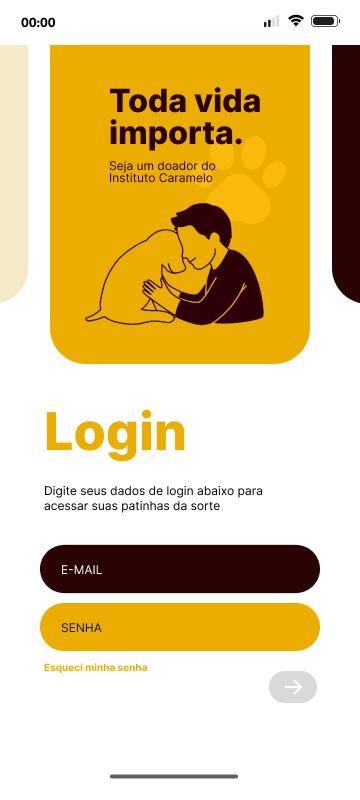 00:00
Toda vida
importa.
Seja um doador do
Instituto Caramelo
Login
Digite seus dados de login abaixo para
acessar suas patinhas da sorte
E-MAIL
SENHA
Esqueci minha senha